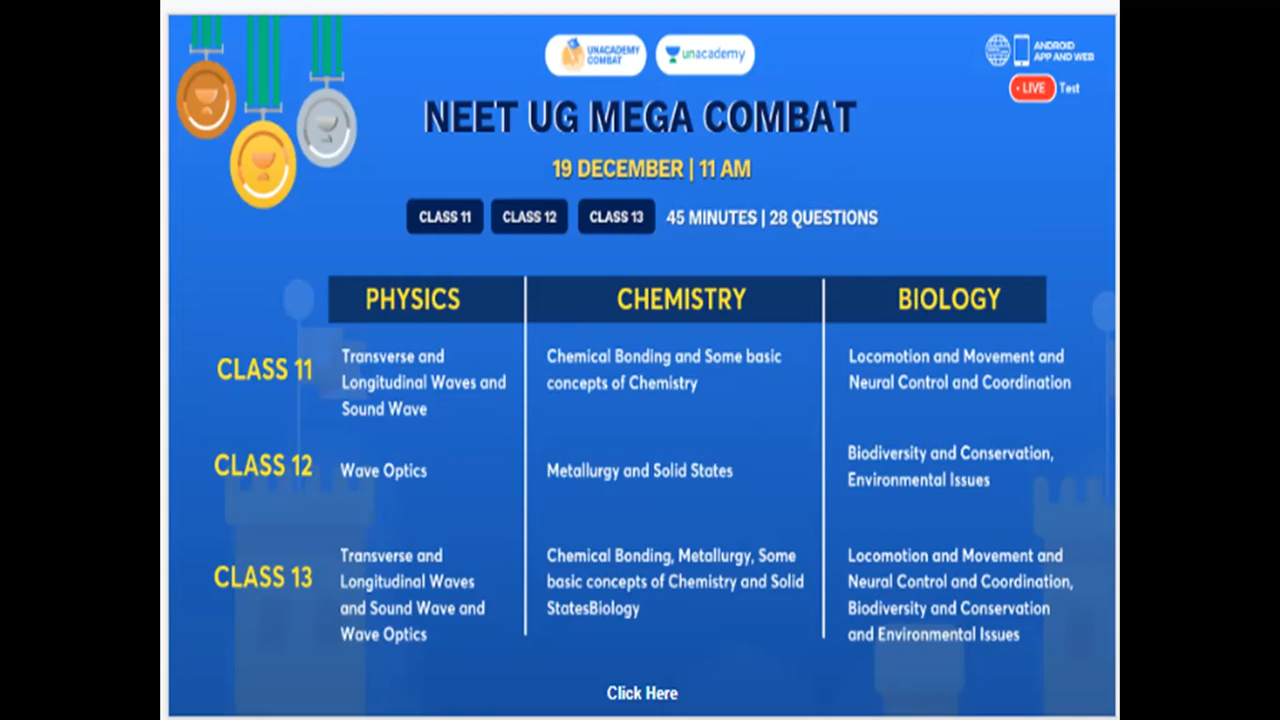 UNACADEMY
COMBAT
unacademy
ANDROID
APP AND WEB
LIVE Test
NEET UG MEGA COMBAT
19 DECEMBER | 11 AM
CLASS 11 CLASS 12 CLASS 13 45 MINUTES | 28 QUESTIONS
PHYSICS CHEMISTRY BIOLOGY
CLASS 11
Transverse and
Longitudinal Waves and
Sound Wave
Chemical Bonding and Some basic
concepts of Chemistry
Locomotion and Movement and
Neural Control and Coordination
CLASS 12
Wave Optics
Metallurgy and Solid States
Biodiversity and Conservation,
Environmental Issues
CLASS 13
Transverse and
Longitudinal Waves
and Sound Wave and
Wave Optics
Chemical Bonding, Metallurgy, Some
basic concepts of Chemistry and Solid
StatesBiology
Locomotion and Movement and
Neural Control and Coordination,
Biodiversity and Conservation
and Environmental Issues
Click Here